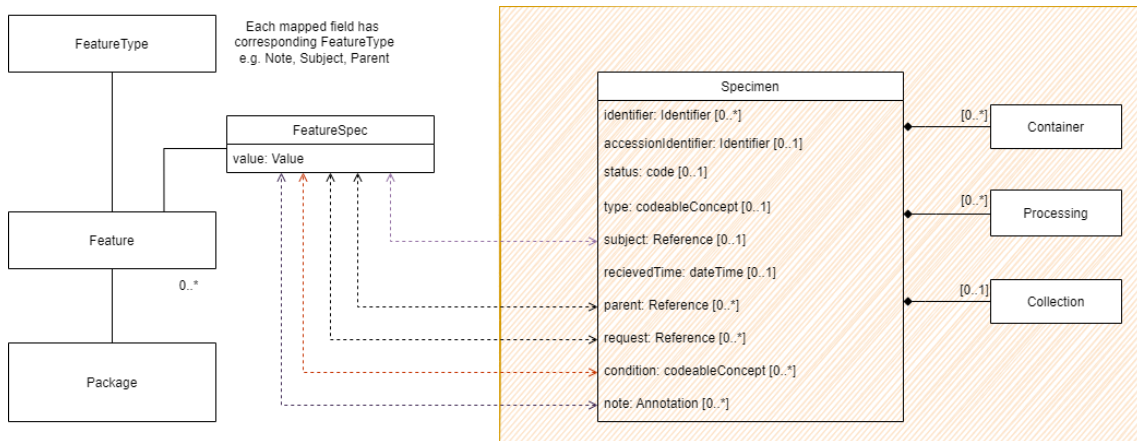 FeatureType
Each mapped field has
corresponding FeatureType
e.g. Note, Subject, Parent
FeatureSpec
value: Value
Feature
0..*
Package
Specimen
identifier: Identifier [0..*]
accessionIdentifier: Identifier [0..1]
status: code [0..1]
type: codeableConcept [0..1]
subject: Reference [0..1]
recievedTime: dateTime [0..1]
parent: Reference [0..*]
request: Reference [0..*]
condition: codeableConcept [0..*]
note: Annotation [0..*]
[0..*]
Container
[0..*]
Processing
[0..1]
Collection